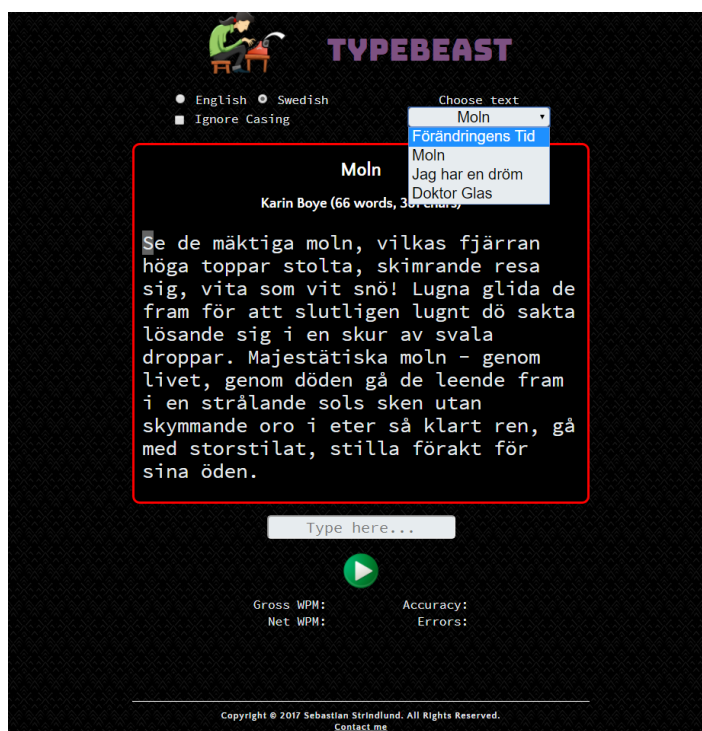 TYPEBEAST
English Swedish
Ignore Casing
Choose text
Moln
Förändringens Tid
Moln
Jag har en dröm
Doktor Glas
Moln
Karin Boye (66 words,
Se de mäktiga moln, vilkas fjärran
höga toppar stolta, skimrande resa
sig, vita som vit snö! Lugna glida de
fram för att slutligen lugnt dö sakta
lösande sig i en skur av svala
droppar. Majestätiska moln – genom
livet, genom döden gå de leende fram
i en strålande sols sken utan
skymmande oro i eter så klart ren, gå
med storstilat, stilla förakt för
sina öden.
Type here...
Gross WPM: Accuracy:
Net WPM: Errors:
Copyright © 2017 Sebastian Strindlund. All Rights Reserved.
Contact me